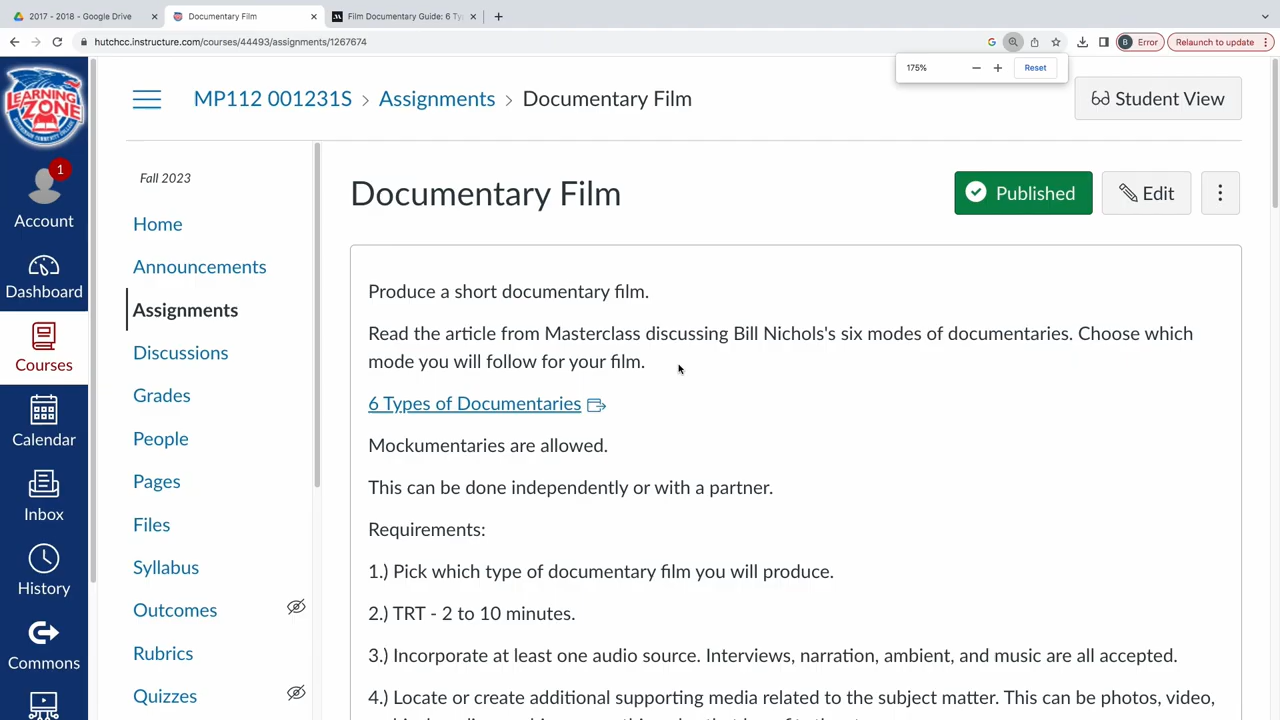 2017 - 2018 - Google Drive
Documentary Film
Film Documentary Guide: 6 Ty
hutchcc.instructure.com/courses/44493/assignments/1267674
G
B Error
Relaunch to update
175%
Reset
LEARNING ZONE
MP112 001231S > Assignments > Documentary Film
Student View
1
Account
Dashboard
Courses
Calendar
Inbox
History
Commons
Fall 2023
Home
Announcements
Assignments
Discussions
Grades
People
Pages
Files
Syllabus
Outcomes
Rubrics
Quizzes
Documentary Film
Published
Edit
Produce a short documentary film.
Read the article from Masterclass discussing Bill Nichols's six modes of documentaries. Choose which
mode you will follow for your film.
6 Types of Documentaries
Mockumentaries are allowed.
This can be done independently or with a partner.
Requirements:
1.) Pick which type of documentary film you will produce.
2.) TRT - 2 to 10 minutes.
3.) Incorporate at least one audio source. Interviews, narration, ambient, and music are all accepted.
4.) Locate or create additional supporting media related to the subject matter. This can be photos, video,